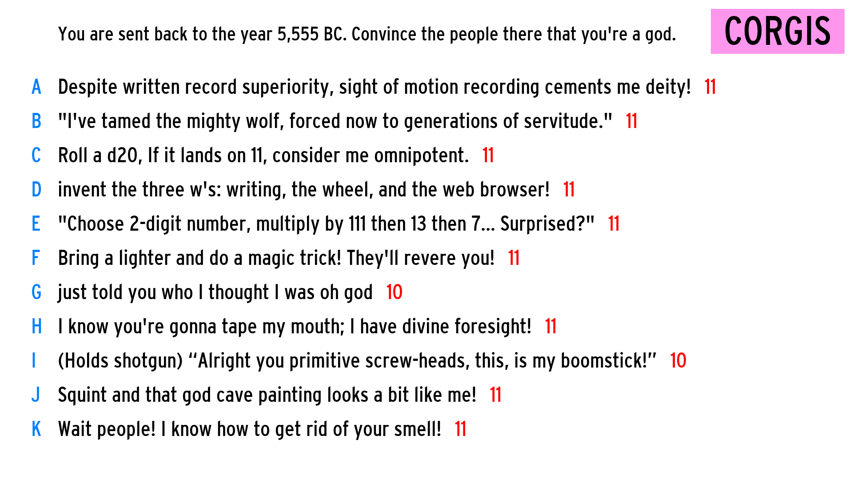 You are sent back to the year 5,555 BC. Convince the people there that you're a god.
CORGIS
A Despite written record superiority, sight of motion recording cements me deity! 11
B "I've tamed the mighty wolf, forced now to generations of servitude." 11
C Roll a d20, If it lands on 11, consider me omnipotent. 11
D invent the three w's: writing, the wheel, and the web browser! 11
E "Choose 2-digit number, multiply by 111 then 13 then 7... Surprised?" 11
F Bring a lighter and do a magic trick! They'll revere you! 11
G just told you who I thought I was oh god 10
H I know you're gonna tape my mouth; I have divine foresight! 11
I (Holds shotgun) “Alright you primitive screw-heads, this, is my boomstick!” 10
J Squint and that god cave painting looks a bit like me! 11
K Wait people! I know how to get rid of your smell! 11